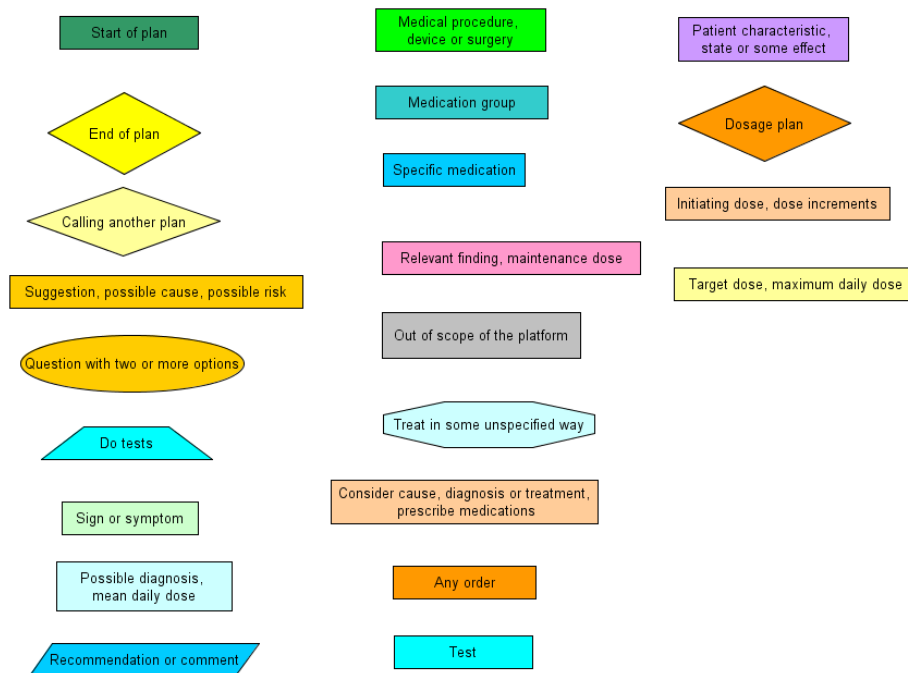 Start of plan
End of plan
Calling another plan
Suggestion, possible cause, possible risk
Question with two or more options
Do tests
Sign or symptom
Possible diagnosis,
mean daily dose
Recommendation or comment
Medical procedure,
device or surgery
Medication group
Specific medication
Relevant finding, maintenance dose
Out of scope of the platform
Treat in some unspecified way
Consider cause, diagnosis or treatment,
prescribe medications
Any order
Test
Patient characteristic,
state or some effect
Dosage plan
Initiating dose, dose increments
Target dose, maximum daily dose